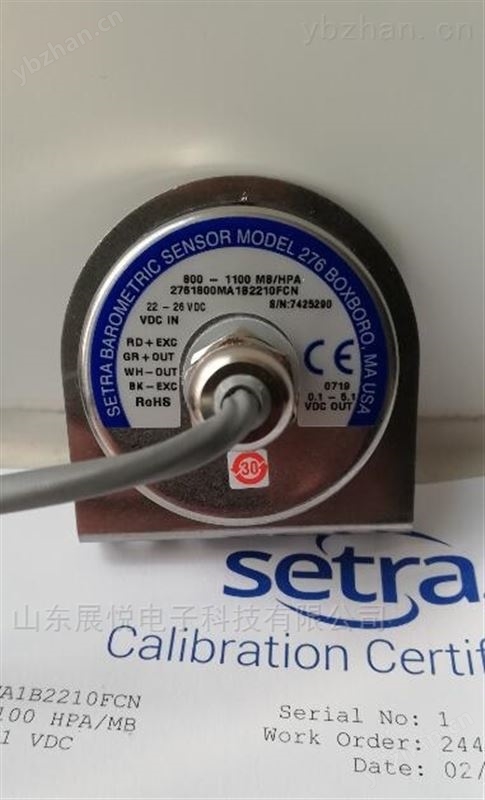 ybzhan.cn
SETRA BAROMETRIC SENSOR MODEL 276 BOXBORO, MA USA
800 - 1100 MB/HPA
2761800MA1B2210FCN
22 - 26 VDC
S/N:7425290
VDC IN
RD+EXC
GR+OUT
WH-OUT
BK-EXC
RoHS
CE
0719
0.1 - 5.1
VDC OUT
30
setra
山东展悦电子科技有限公司
Calibration Certif
A1B2210FCN
100 HPA/MB
1 VDC
Serial No: 1
Work Order: 244
Date: 02/